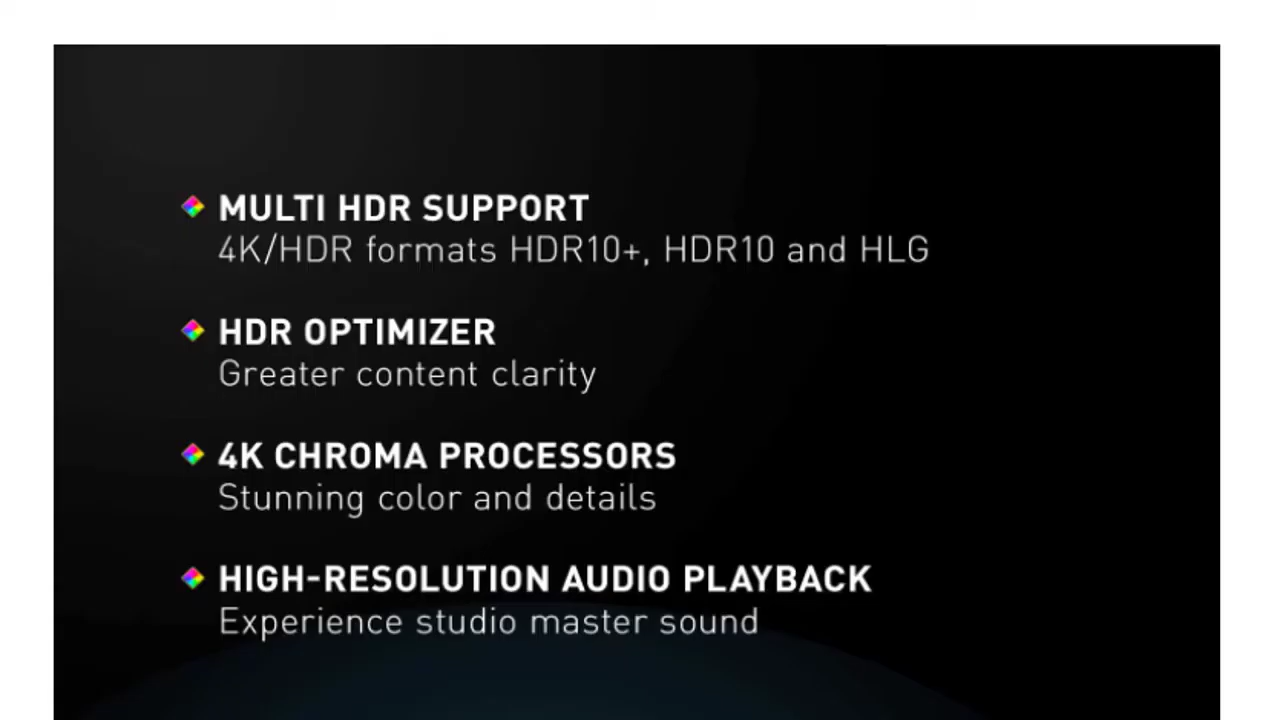 MULTI HDR SUPPORT
4K/HDR formats HDR10+, HDR10 and HLG
HDR OPTIMIZER
Greater content clarity
4K CHROMA PROCESSORS
Stunning color and details
HIGH-RESOLUTION AUDIO PLAYBACK
Experience studio master sound